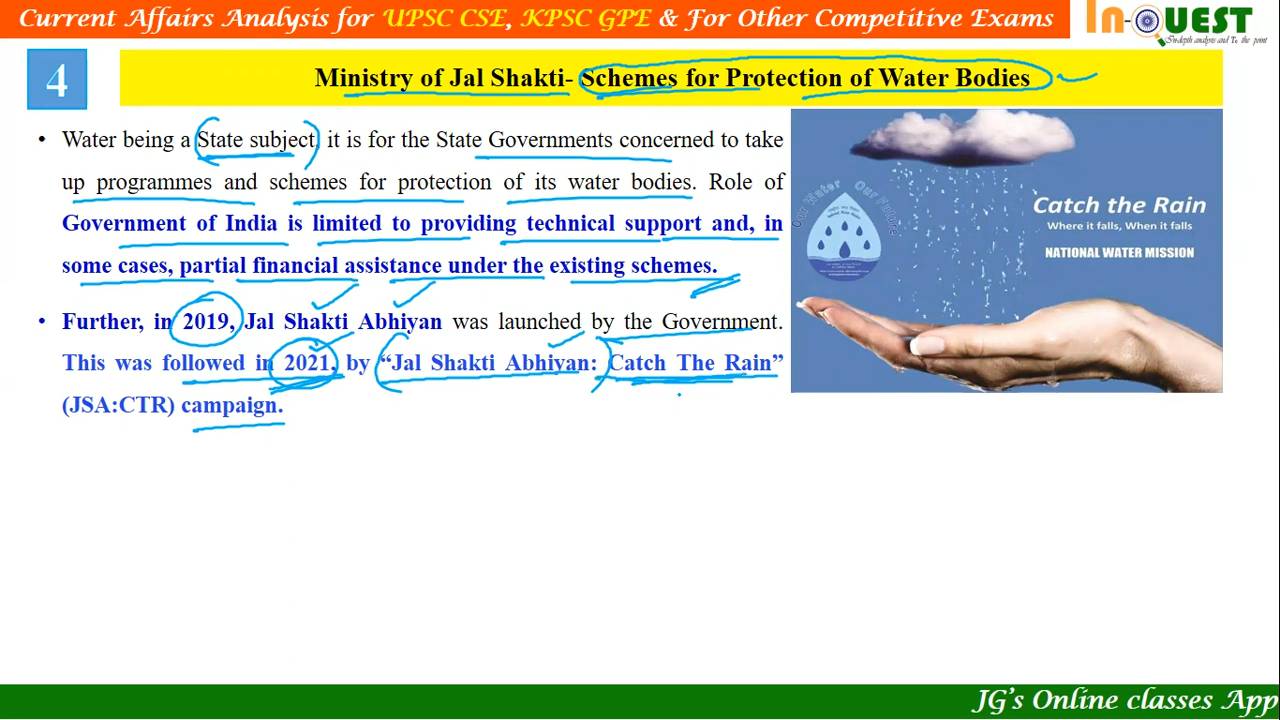 Current Affairs Analysis for UPSC CSE, KPSC GPE & For Other Competitive Exams
In-QUEST
In-depth analysis and To the point
4
Ministry of Jal Shakti- Schemes for Protection of Water Bodies
• Water being a State subject, it is for the State Governments concerned to take
up programmes and schemes for protection of its water bodies. Role of
Government of India is limited to providing technical support and, in
some cases, partial financial assistance under the existing schemes.
• Further, in 2019, Jal Shakti Abhiyan was launched by the Government.
This was followed in 2021, by “Jal Shakti Abhiyan: Catch The Rain”
(JSA:CTR) campaign.
Our Water Our Future
Catch the Rain
Where it falls, When it falls
NATIONAL WATER MISSION
JG's Online classes App